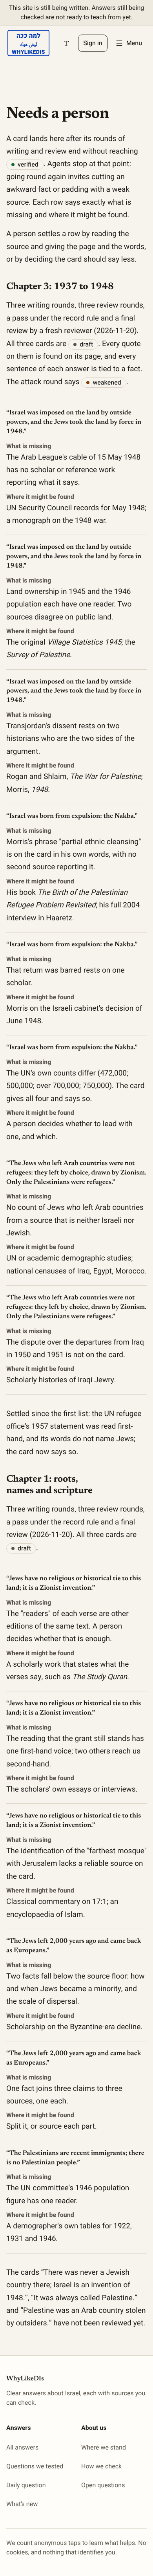 This site is still being written. Answers still being
checked are not ready to teach from yet.
למה ככה
ليش هيك
WHYLIKEDIS
Sign in
Menu
Needs a person
A card lands here after its rounds of
writing and review end without reaching
verified . Agents stop at that point:
going round again invites cutting an
awkward fact or padding with a weak
source. Each row says exactly what is
missing and where it might be found.
A person settles a row by reading the
source and giving the page and the words,
or by deciding the card should say less.
Chapter 3: 1937 to 1948
Three writing rounds, three review rounds,
a pass under the record rule and a final
review by a fresh reviewer (2026-11-20).
All three cards are draft . Every quote
on them is found on its page, and every
sentence of each answer is tied to a fact.
The attack round says weakened .
“Israel was imposed on the land by outside
powers, and the Jews took the land by force in
1948.”
What is missing
The Arab League's cable of 15 May 1948
has no scholar or reference work
reporting what it says.
Where it might be found
UN Security Council records for May 1948;
a monograph on the 1948 war.
“Israel was imposed on the land by outside
powers, and the Jews took the land by force in
1948.”
What is missing
Land ownership in 1945 and the 1946
population each have one reader. Two
sources disagree on public land.
Where it might be found
The original Village Statistics 1945; the
Survey of Palestine.
“Israel was imposed on the land by outside
powers, and the Jews took the land by force in
1948.”
What is missing
Transjordan's dissent rests on two
historians who are the two sides of the
argument.
Where it might be found
Rogan and Shlaim, The War for Palestine;
Morris, 1948.
“Israel was born from expulsion: the Nakba.”
What is missing
Morris's phrase "partial ethnic cleansing"
is on the card in his own words, with no
second source reporting it.
Where it might be found
His book The Birth of the Palestinian
Refugee Problem Revisited; his full 2004
interview in Haaretz.
“Israel was born from expulsion: the Nakba.”
What is missing
That return was barred rests on one
scholar.
Where it might be found
Morris on the Israeli cabinet's decision of
June 1948.
“Israel was born from expulsion: the Nakba.”
What is missing
The UN's own counts differ (472,000;
500,000; over 700,000; 750,000). The card
gives all four and says so.
Where it might be found
A person decides whether to lead with
one, and which.
“The Jews who left Arab countries were not
refugees: they left by choice, drawn by Zionism.
Only the Palestinians were refugees.”
What is missing
No count of Jews who left Arab countries
from a source that is neither Israeli nor
Jewish.
Where it might be found
UN or academic demographic studies;
national censuses of Iraq, Egypt, Morocco.
“The Jews who left Arab countries were not
refugees: they left by choice, drawn by Zionism.
Only the Palestinians were refugees.”
What is missing
The dispute over the departures from Iraq
in 1950 and 1951 is not on the card.
Where it might be found
Scholarly histories of Iraqi Jewry.
Settled since the first list: the UN refugee
office's 1957 statement was read first-
hand, and its words do not name Jews;
the card now says so.
Chapter 1: roots,
names and scripture
Three writing rounds, three review rounds,
a pass under the record rule and a final
review (2026-11-20). All three cards are
draft .
“Jews have no religious or historical tie to this
land; it is a Zionist invention.”
What is missing
The "readers" of each verse are other
editions of the same text. A person
decides whether that is enough.
Where it might be found
A scholarly work that states what the
verses say, such as The Study Quran.
“Jews have no religious or historical tie to this
land; it is a Zionist invention.”
What is missing
The reading that the grant still stands has
one first-hand voice; two others reach us
second-hand.
Where it might be found
The scholars' own essays or interviews.
“Jews have no religious or historical tie to this
land; it is a Zionist invention.”
What is missing
The identification of the "farthest mosque"
with Jerusalem lacks a reliable source on
the card.
Where it might be found
Classical commentary on 17:1; an
encyclopaedia of Islam.
“The Jews left 2,000 years ago and came back
as Europeans.”
What is missing
Two facts fall below the source floor: how
and when Jews became a minority, and
the scale of dispersal.
Where it might be found
Scholarship on the Byzantine-era decline.
“The Jews left 2,000 years ago and came back
as Europeans.”
What is missing
One fact joins three claims to three
sources, one each.
Where it might be found
Split it, or source each part.
“The Palestinians are recent immigrants; there
is no Palestinian people.”
What is missing
The UN committee's 1946 population
figure has one reader.
Where it might be found
A demographer's own tables for 1922,
1931 and 1946.
The cards “There was never a Jewish
country there; Israel is an invention of
1948.”, “It was always called Palestine.”
and “Palestine was an Arab country stolen
by outsiders.” have not been reviewed yet.
WhyLikeDIs
Clear answers about Israel, each with sources you
can check.
Answers
All answers
Questions we tested
Daily question
What's new
About us
Where we stand
How we check
Open questions
We count anonymous taps to learn what helps. No
cookies, and nothing that identifies you.